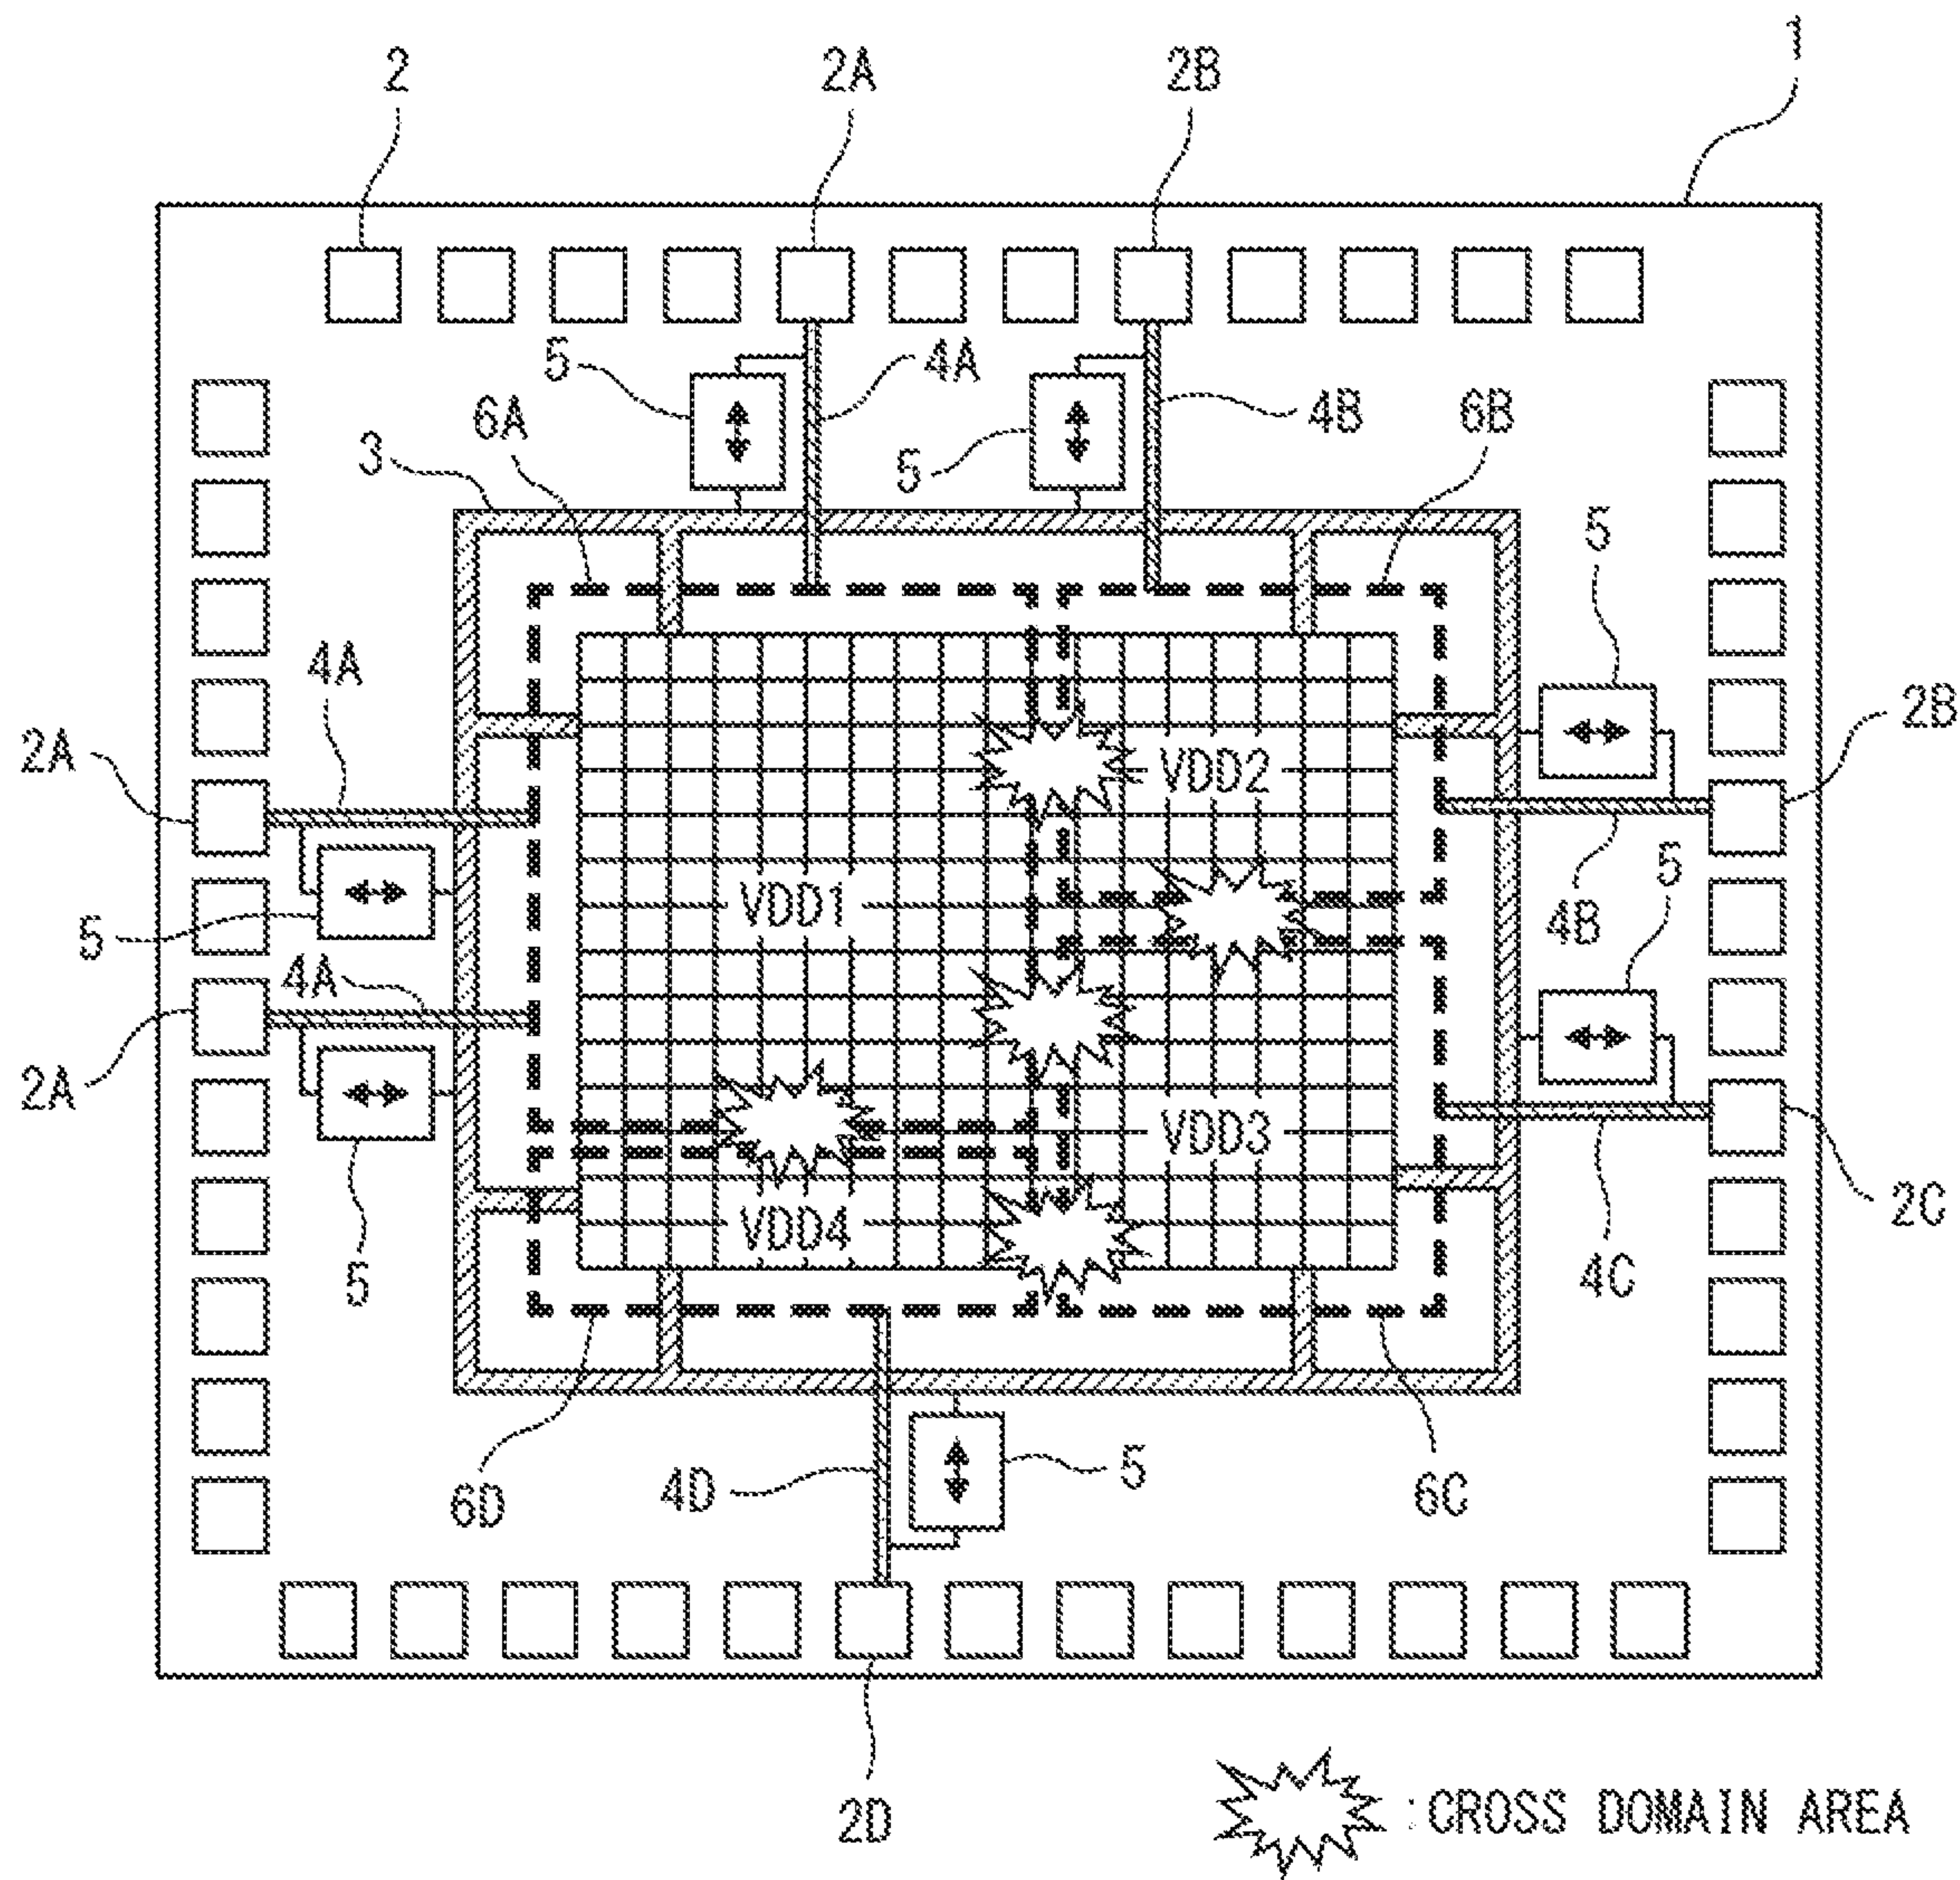 1
2 2A 2B
5 4A 4B 6B
6A
3 5
5
4A
2A VDD2 2B
5
VDD1 4B
5
4A
2A VDD3
2C
VDD4
5 4C
6D 4D 5 6C
2D
:CROSS DOMAIN AREA